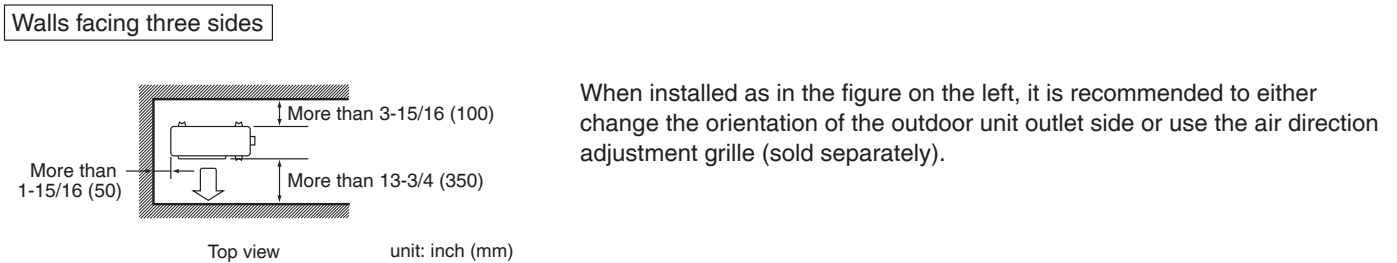 Walls facing three sides
More than 3-15/16 (100)
More than
1-15/16 (50)
More than 13-3/4 (350)
Top view
unit: inch (mm)
When installed as in the figure on the left, it is recommended to either
change the orientation of the outdoor unit outlet side or use the air direction
adjustment grille (sold separately).